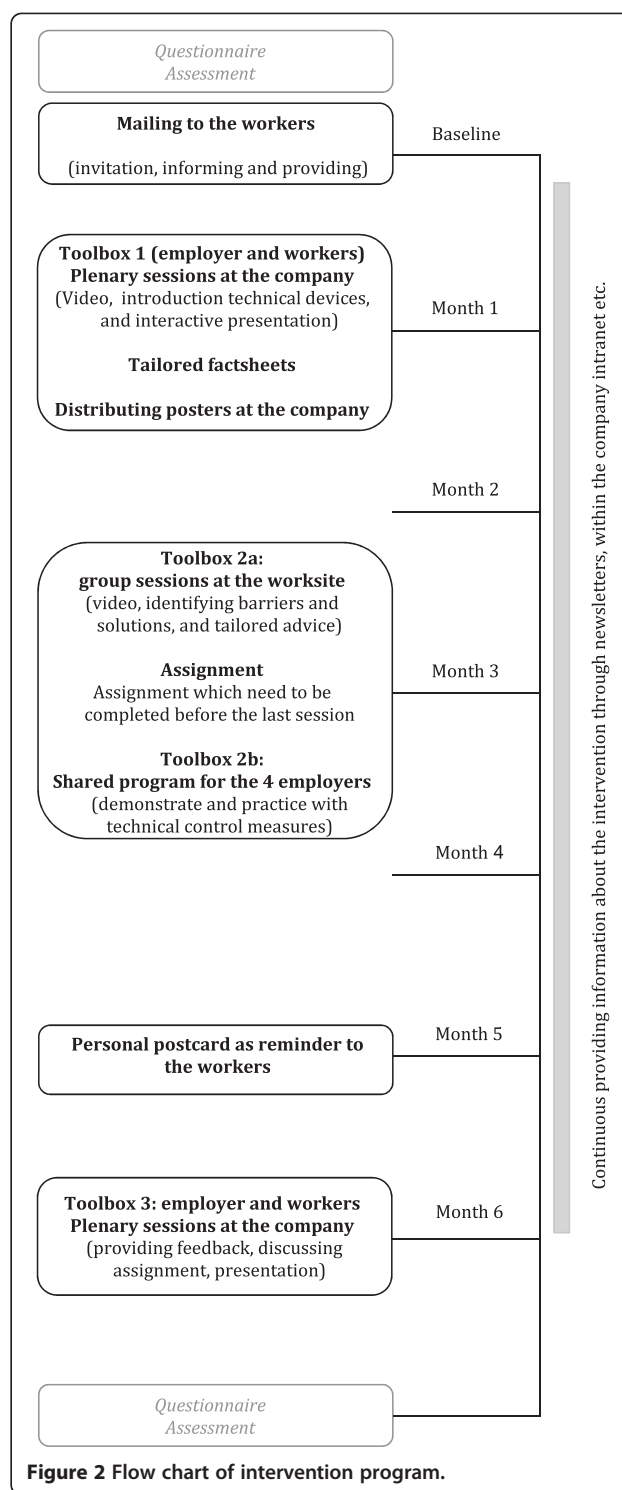 Questionnaire
Assessment
Mailing to the workers
(invitation, informing and providing)
Baseline
Toolbox 1 (employer and workers)
Plenary sessions at the company
(Video, introduction technical devices,
and interactive presentation)
Tailored factsheets
Distributing posters at the company
Month 1
Month 2
Toolbox 2a:
group sessions at the worksite
(video, identifying barriers and
solutions, and tailored advice)
Assignment
Assignment which need to be
completed before the last session
Toolbox 2b:
Shared program for the 4 employers
(demonstrate and practice with
technical control measures)
Month 3
Month 4
Personal postcard as reminder to
the workers
Month 5
Toolbox 3: employer and workers
Plenary sessions at the company
(providing feedback, discussing
assignment, presentation)
Month 6
Questionnaire
Assessment
Continuous providing information about the intervention through newsletters, within the company intranet etc.
Figure 2 Flow chart of intervention program.